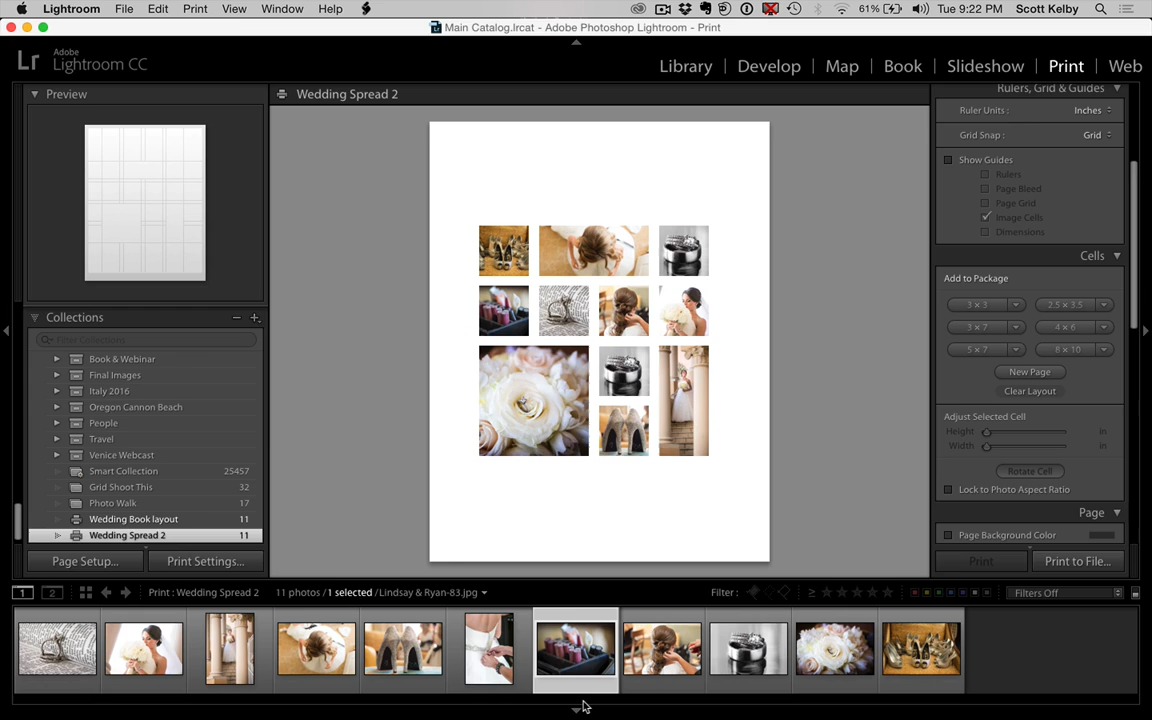 Lightroom File Edit Print View Window Help 61% Tue 9:22 PM Scott Kelby
Main Catalog.lrcat - Adobe Photoshop Lightroom - Print
Lr Adobe Lightroom CC
Library | Develop | Map | Book | Slideshow | Print | Web
Preview
Wedding Spread 2
Collections
Filter Collections
Book & Webinar
Final Images
Italy 2016
Oregon Cannon Beach
People
Travel
Venice Webcast
Smart Collection 25457
Grid Shoot This 32
Photo Walk 17
Wedding Book layout 11
Wedding Spread 2 11
Page Setup... Print Settings...
Rulers, Grid & Guides
Ruler Units : Inches
Grid Snap : Grid
Show Guides
Rulers
Page Bleed
Page Grid
Image Cells
Dimensions
Cells
Add to Package
3 × 3 2.5 × 3.5
3 × 7 4 × 6
5 × 7 8 × 10
New Page
Clear Layout
Adjust Selected Cell
Height in
Width in
Rotate Cell
Lock to Photo Aspect Ratio
Page
Page Background Color
Print Print to File...
1 2 Print : Wedding Spread 2 11 photos / 1 selected / Lindsay & Ryan-83.jpg Filter : Filters Off